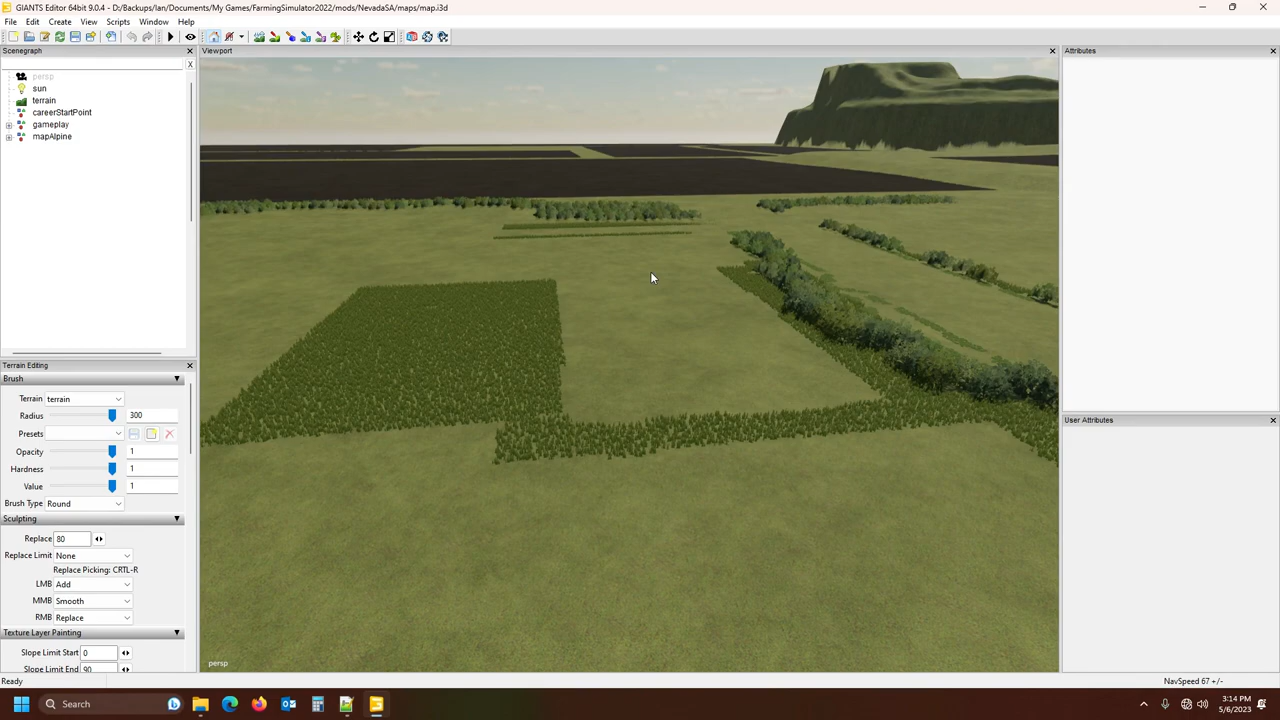 GIANTS Editor 64bit 9.0.4 - D:/Backups/Ian/Documents/My Games/FarmingSimulator2022/mods/NevadaSA/maps/map.i3d
File Edit Create View Scripts Window Help
Scenegraph
Viewport
Attributes
X
persp
sun
terrain
careerStartPoint
gameplay
mapAlpine
Terrain Editing
Brush
Terrain terrain
Radius 300
Presets
Opacity 1
Hardness 1
Value 1
Brush Type Round
Sculpting
Replace 80
Replace Limit None
Replace Picking: CRTL-R
LMB Add
MMB Smooth
RMB Replace
Texture Layer Painting
Slope Limit Start 0
Slope Limit End 90
User Attributes
persp
Ready
NavSpeed 67 +/-
Search
3:14 PM
5/6/2023